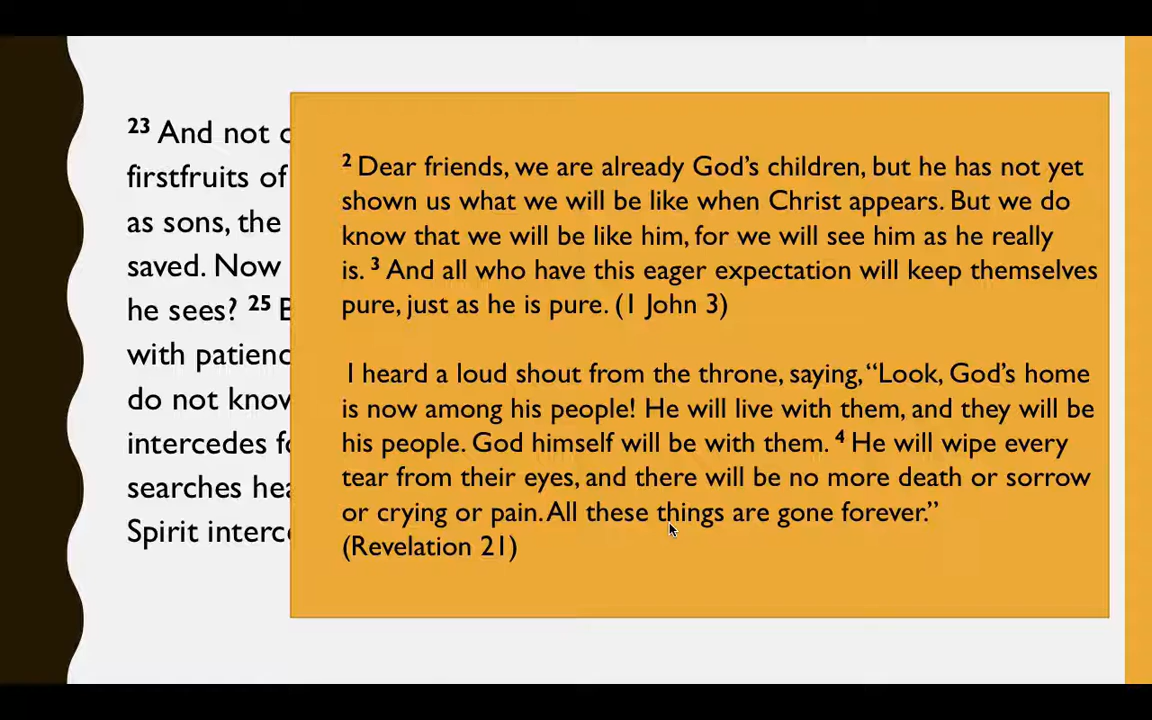 23 And not
firstfruits of
as sons, the
saved. Now
he sees? 25
with patienc
do not know
intercedes fo
searches hea
Spirit interc
2 Dear friends, we are already God's children, but he has not yet
shown us what we will be like when Christ appears. But we do
know that we will be like him, for we will see him as he really
is. 3 And all who have this eager expectation will keep themselves
pure, just as he is pure. (1 John 3)
I heard a loud shout from the throne, saying, “Look, God's home
is now among his people! He will live with them, and they will be
his people. God himself will be with them. 4 He will wipe every
tear from their eyes, and there will be no more death or sorrow
or crying or pain. All these things are gone forever.”
(Revelation 21)